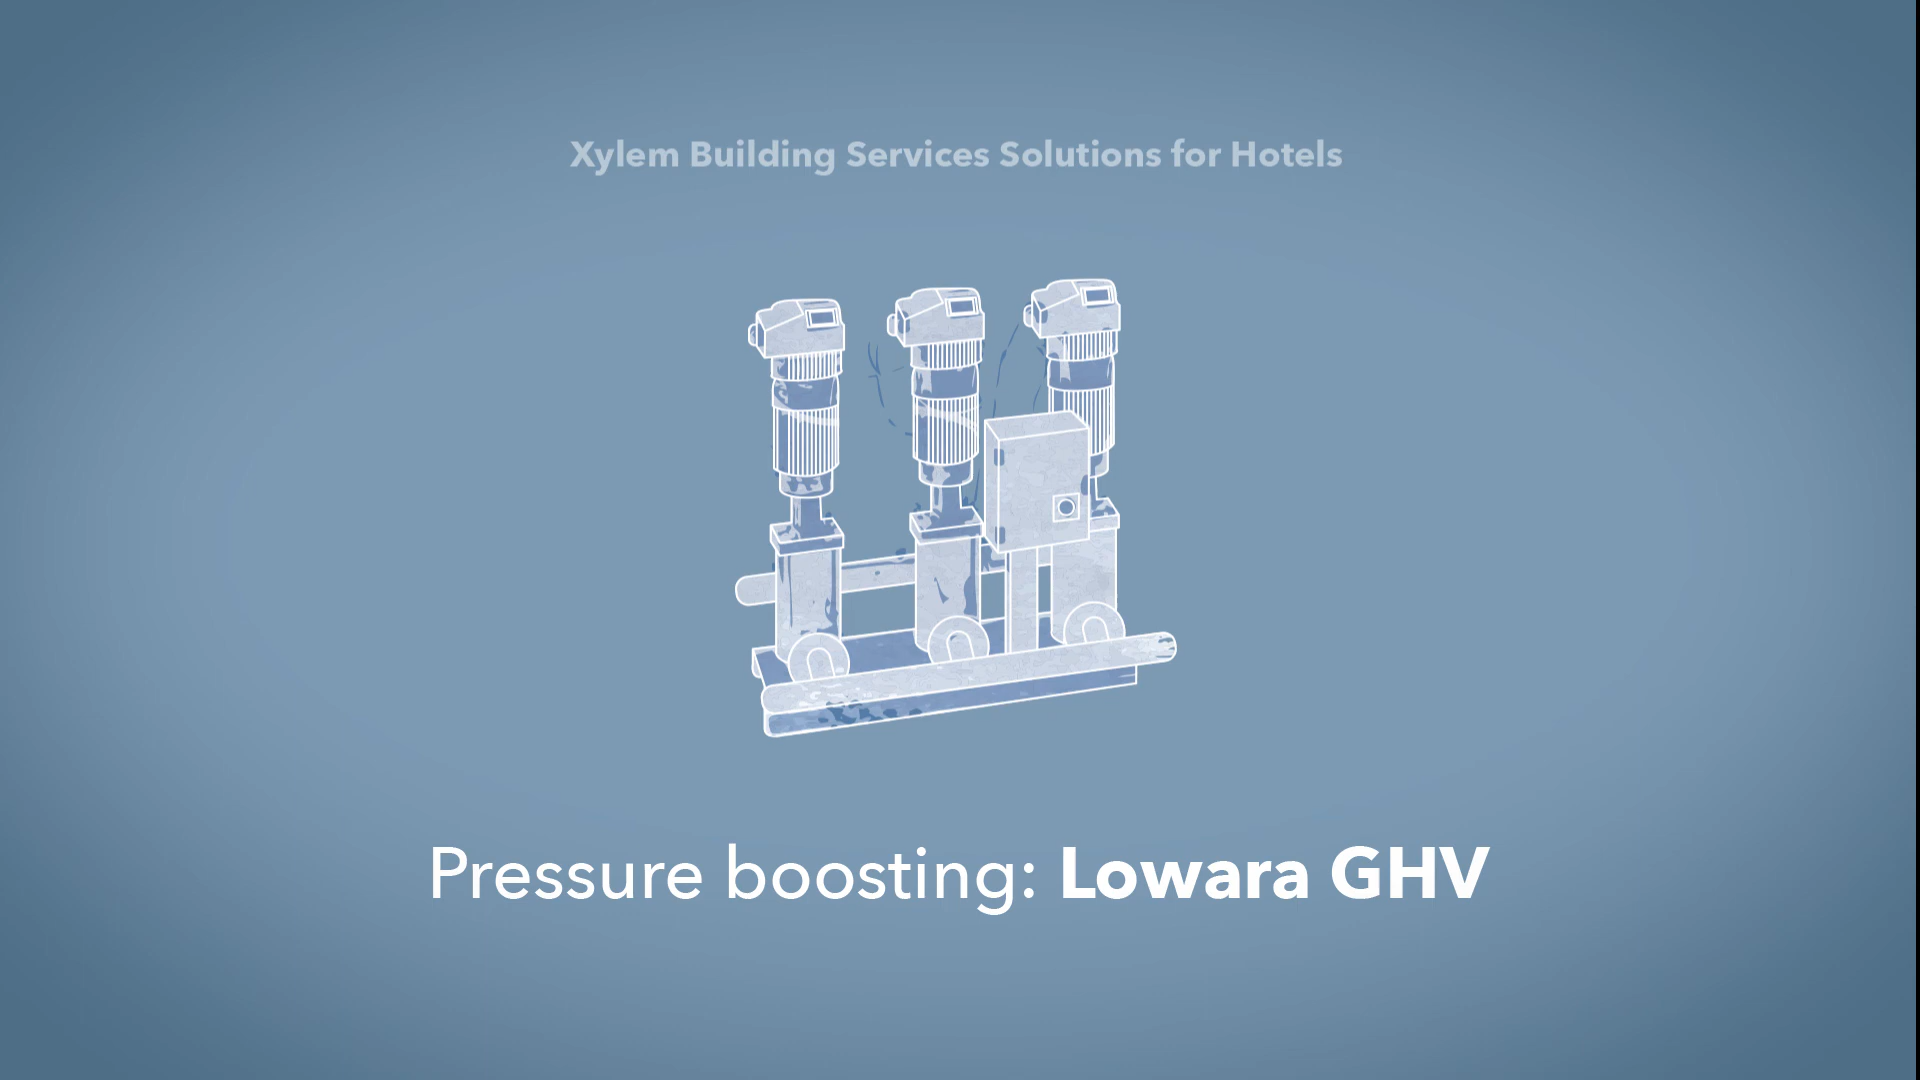 Xylem Building Services Solutions for Hotels
Pressure boosting: Lowara GHV